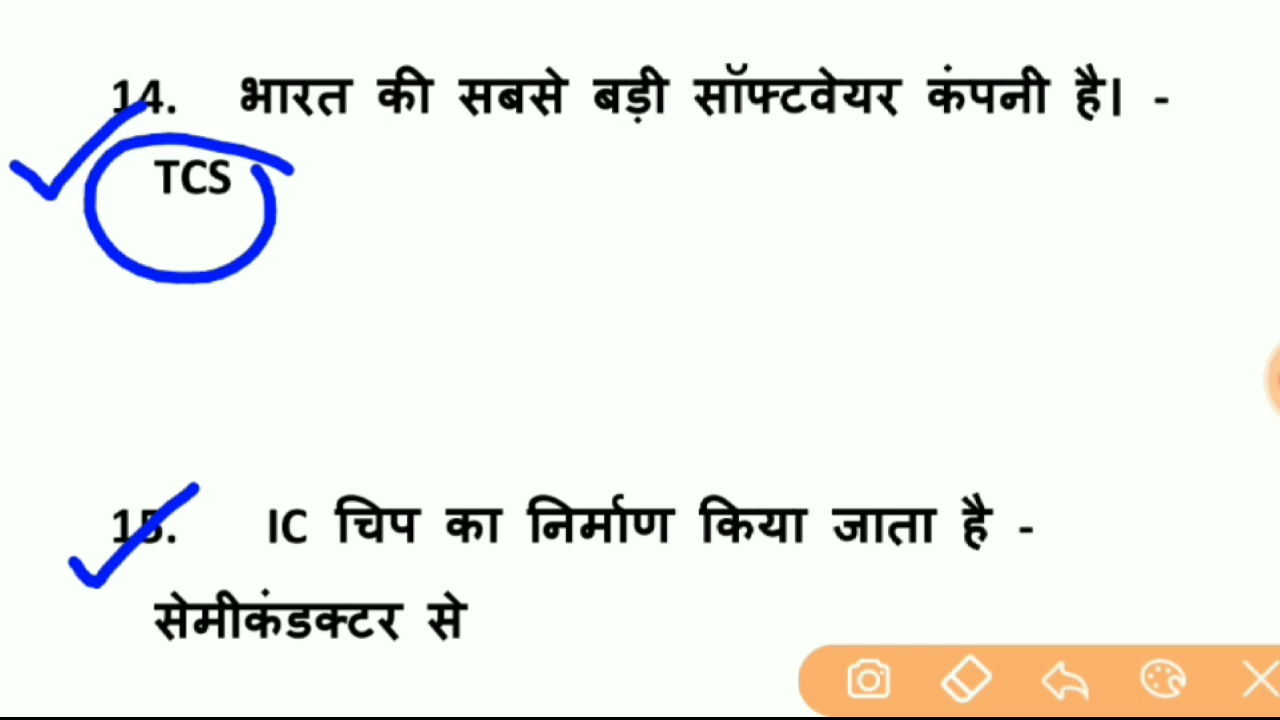 14. भारत की सबसे बड़ी सॉफ्टवेयर कंपनी है। -
TCS
15. IC चिप का निर्माण किया जाता है -
सेमीकंडक्टर से